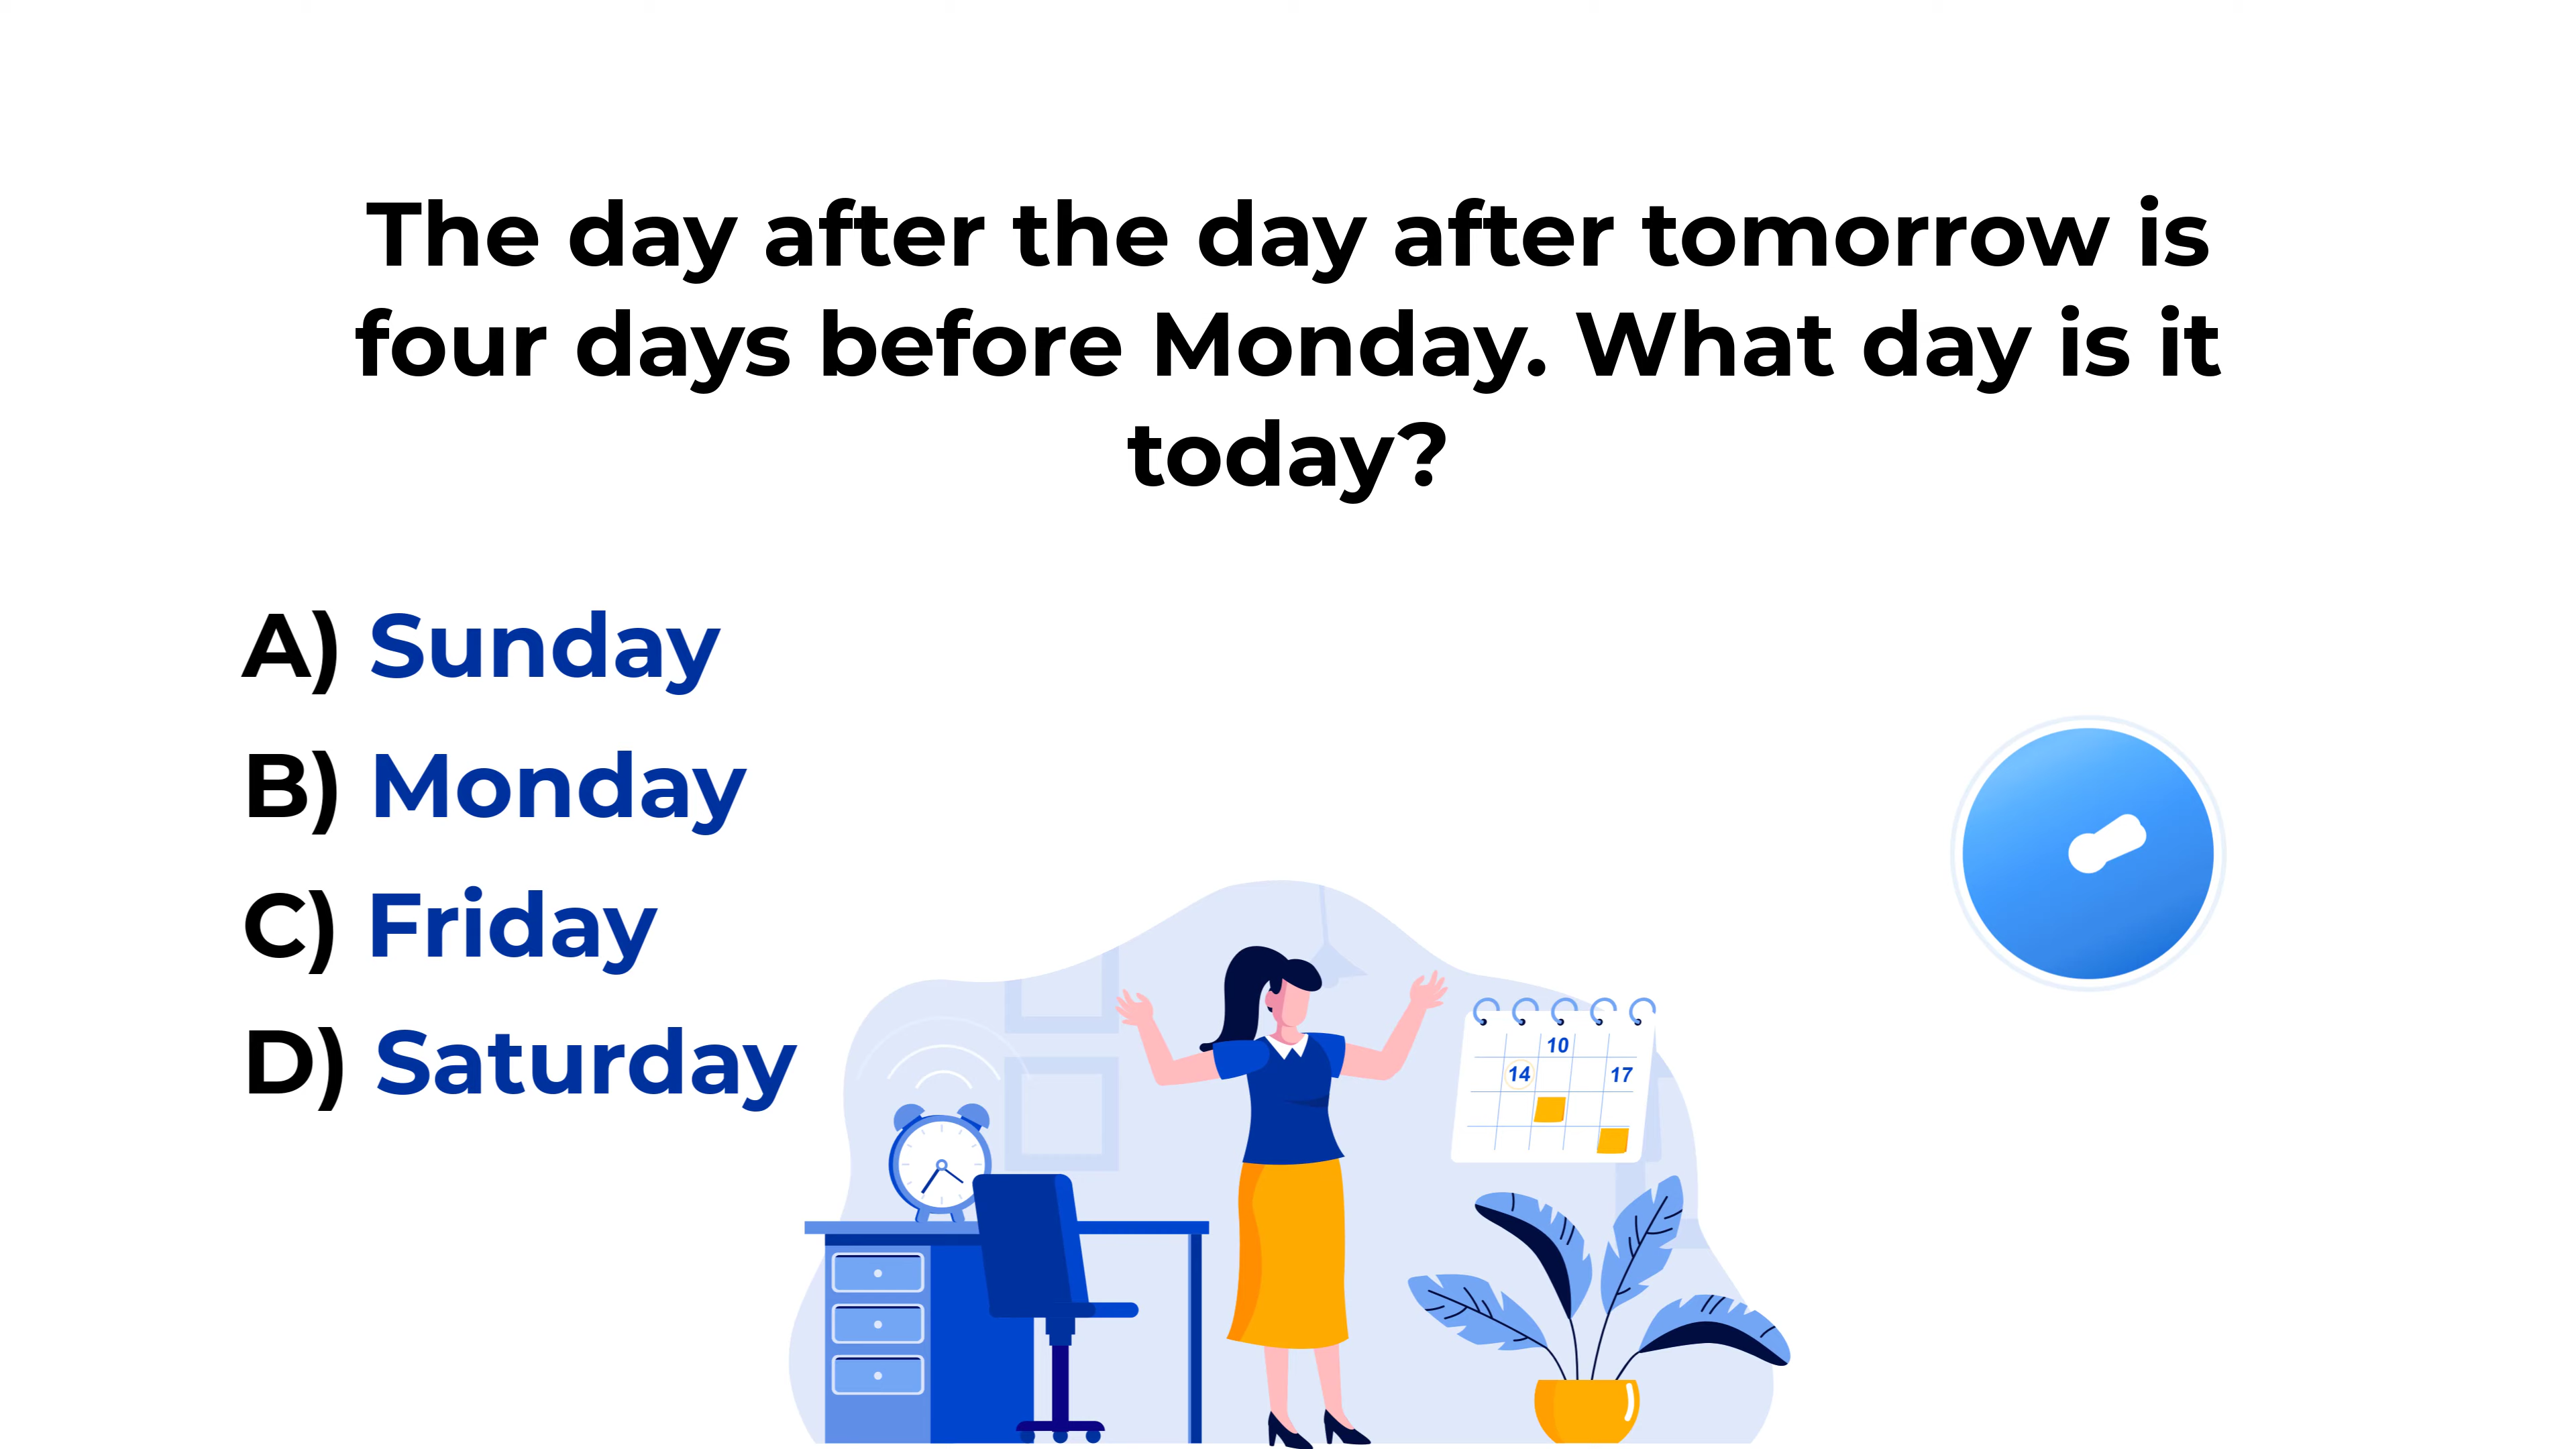 The day after the day after tomorrow is
four days before Monday. What day is it
today?
A) Sunday
B) Monday
C) Friday
D) Saturday
10
14 17